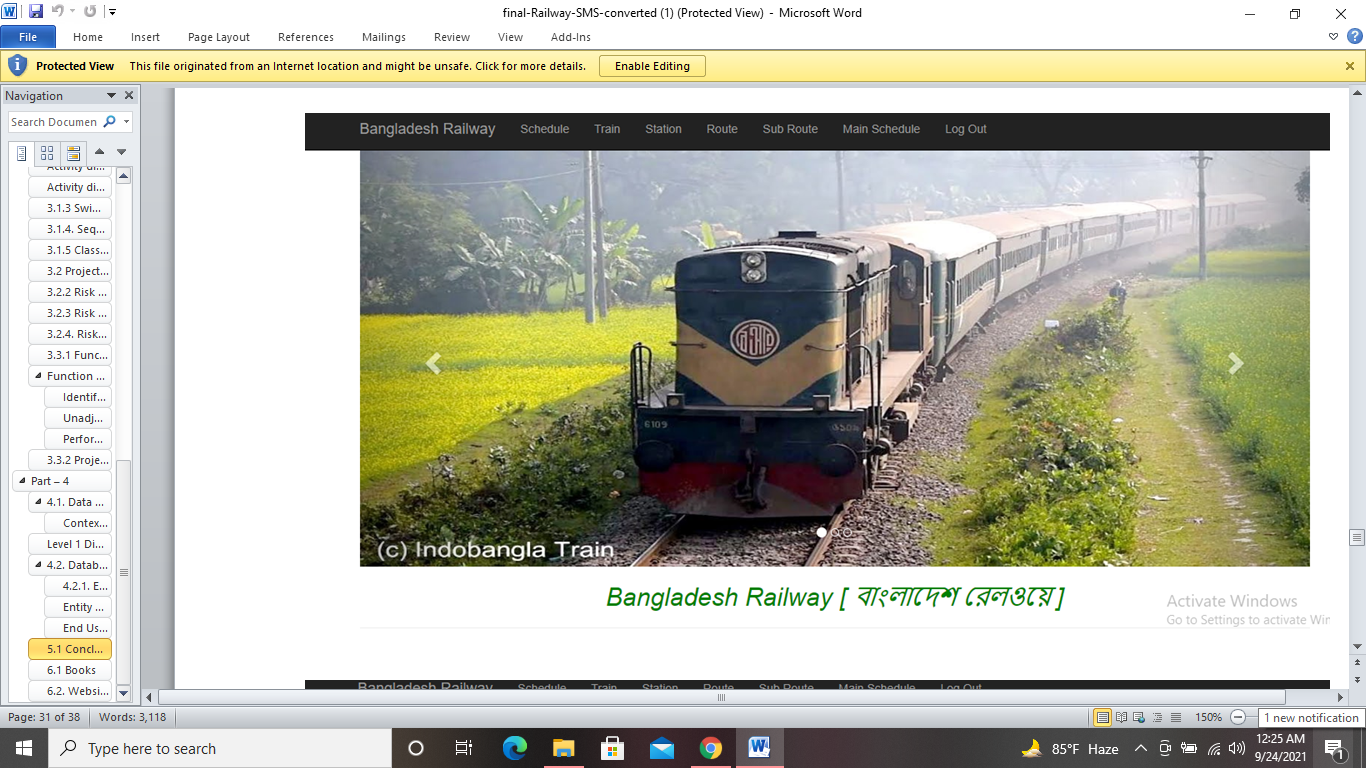 final-Railway-SMS-converted (1) (Protected View) - Microsoft Word
File Home Insert Page Layout References Mailings Review View Add-Ins
Protected View This file originated from an Internet location and might be unsafe. Click for more details. Enable Editing
Navigation
Search Documen
Activity di...
Activity di...
3.1.3 Swi...
3.1.4. Seq...
3.1.5 Class...
3.2 Project...
3.2.2 Risk ...
3.2.3 Risk ...
3.2.4. Risk...
3.3.1 Func...
Function ...
Identif...
Unadj...
Perfor...
3.3.2 Proje...
Part – 4
4.1. Data ...
Contex...
Level 1 Di...
4.2. Datab...
4.2.1. E...
Entity ...
End Us...
5.1 Concl...
6.1 Books
6.2. Websi...
Bangladesh Railway Schedule Train Station Route Sub Route Main Schedule Log Out
6109 ৬১০৯
(c) Indobangla_Train
Bangladesh Railway [ বাংলাদেশ রেলওয়ে ]
Activate Windows
Go to Settings to activate Win
Bangladesh Railway Schedule Train Station Route Sub Route Main Schedule Log Out
Page: 31 of 38 Words: 3,118 150%
1 new notification
Type here to search
85°F Haze
12:25 AM
9/24/2021
1